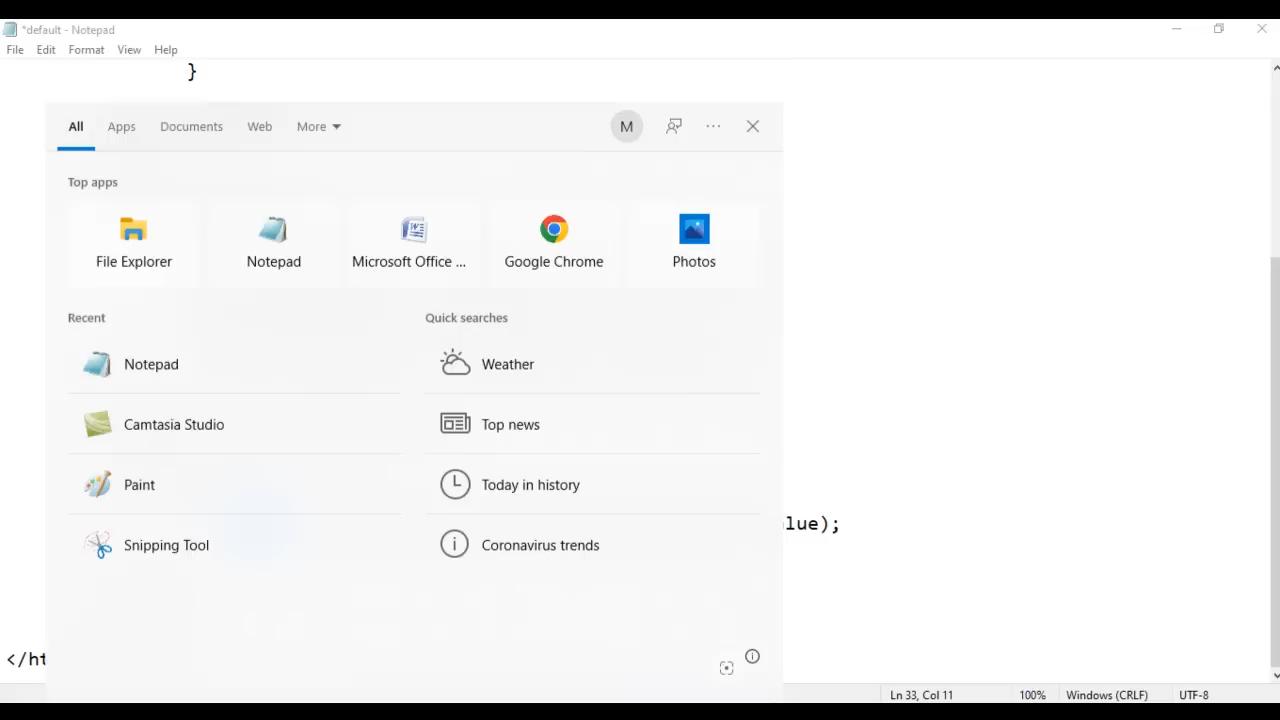 *default - Notepad
File Edit Format View Help
}
All Apps Documents Web More M
Top apps
File Explorer Notepad Microsoft Office ... Google Chrome Photos
Recent Quick searches
Notepad Weather
Camtasia Studio Top news
Paint Today in history
lue);
Snipping Tool Coronavirus trends
</ht
Ln 33, Col 11 100% Windows (CRLF) UTF-8